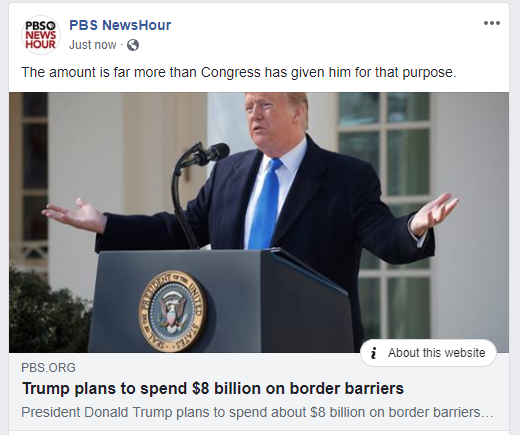 PBS
NEWS
HOUR
PBS NewsHour
Just now ·
The amount is far more than Congress has given him for that purpose.
SEAL OF THE PRESIDENT OF THE UNITED STATES
i About this website
PBS.ORG
Trump plans to spend $8 billion on border barriers
President Donald Trump plans to spend about $8 billion on border barriers...